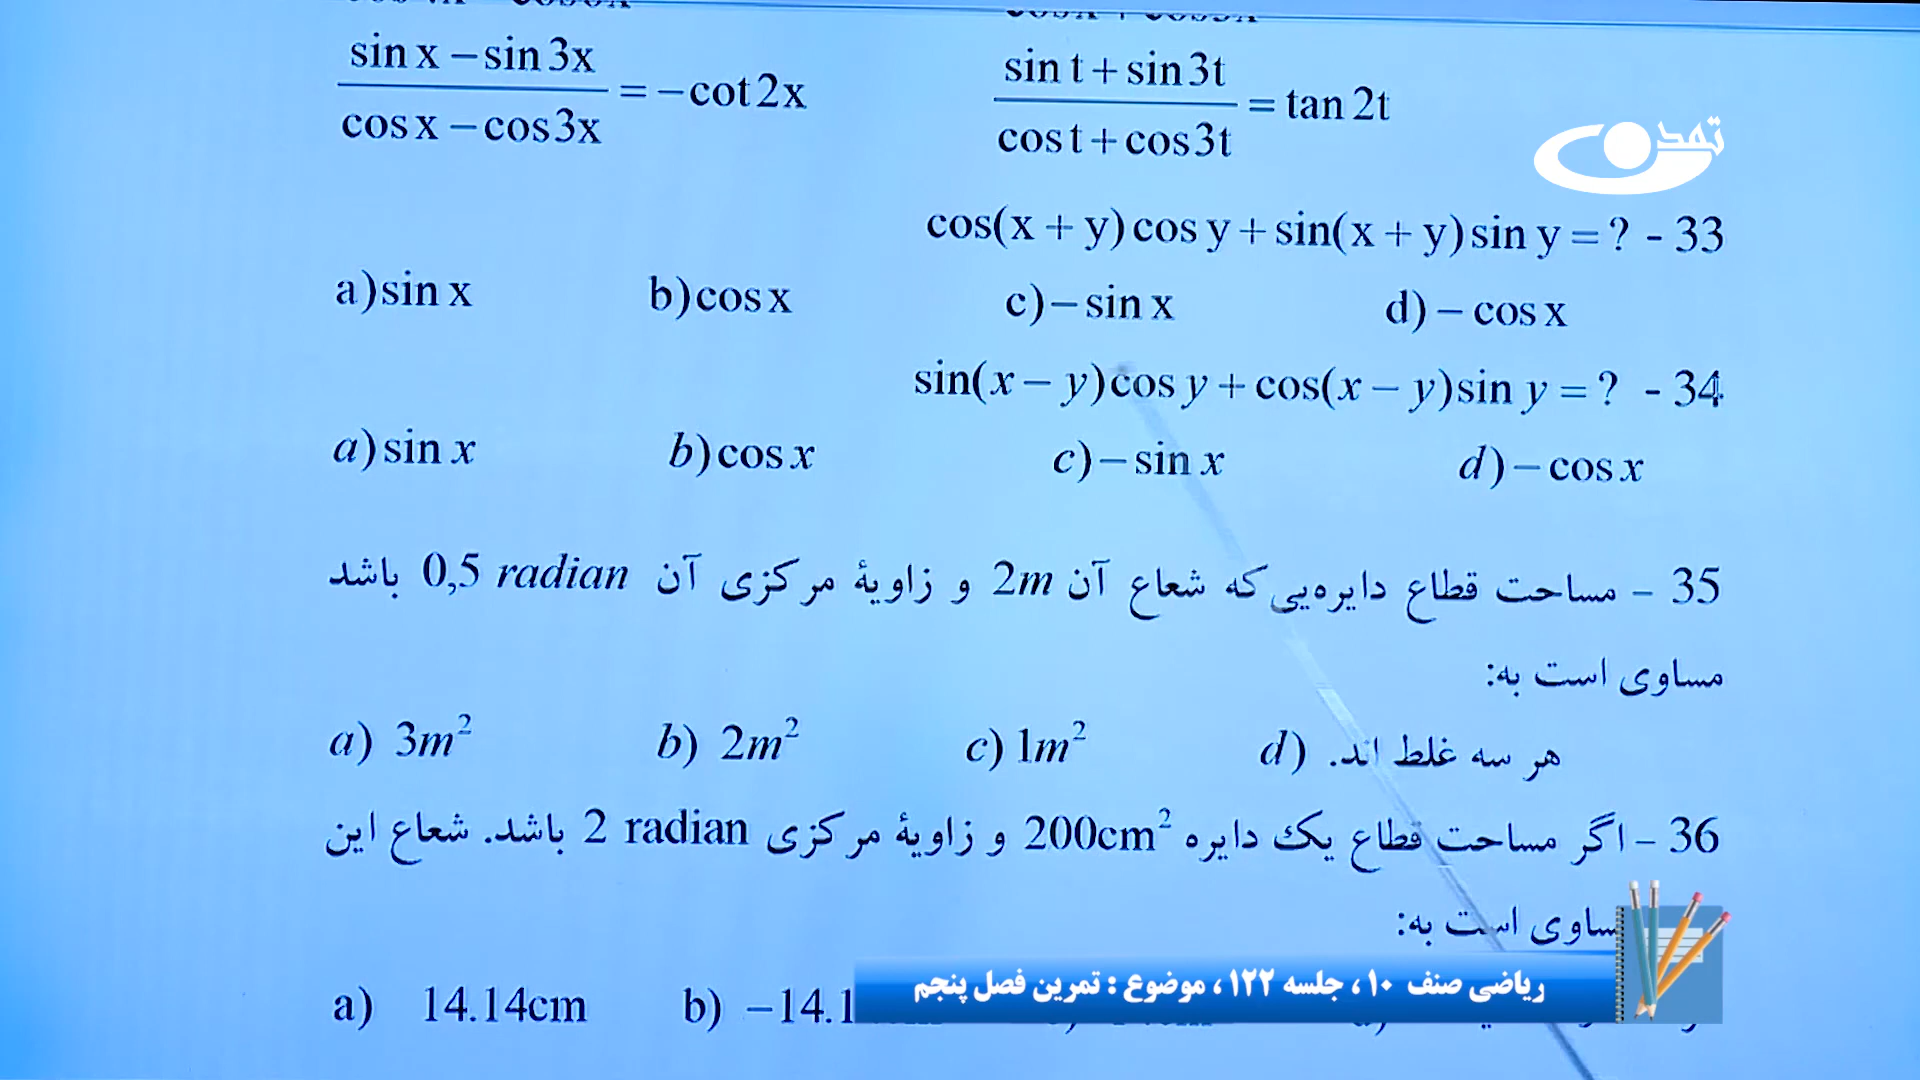 sin x − sin 3x / cos x − cos 3x = −cot 2x
sin t + sin 3t / cos t + cos 3t = tan 2t
تمدن
33 - cos(x + y) cos y + sin(x + y) sin y = ?
a) sin x b) cos x c) − sin x d) − cos x
34 - sin(x − y) cos y + cos(x − y) sin y = ?
a) sin x b) cos x c) − sin x d) − cos x
35 – مساحت قطاع دایره‌یی که شعاع آن 2m و زاویهٔ مرکزی آن 0,5 radian باشد
مساوی است به:
a) 3m² b) 2m² c) 1m² d) هر سه غلط اند.
36 – اگر مساحت قطاع یک دایره 200cm² و زاویهٔ مرکزی 2 radian باشد. شعاع این
است به:
a) 14.14cm b) −14.1
ریاضی صنف ۱۰ ، جلسه ۱۲۲ ، موضوع : تمرین فصل پنجم